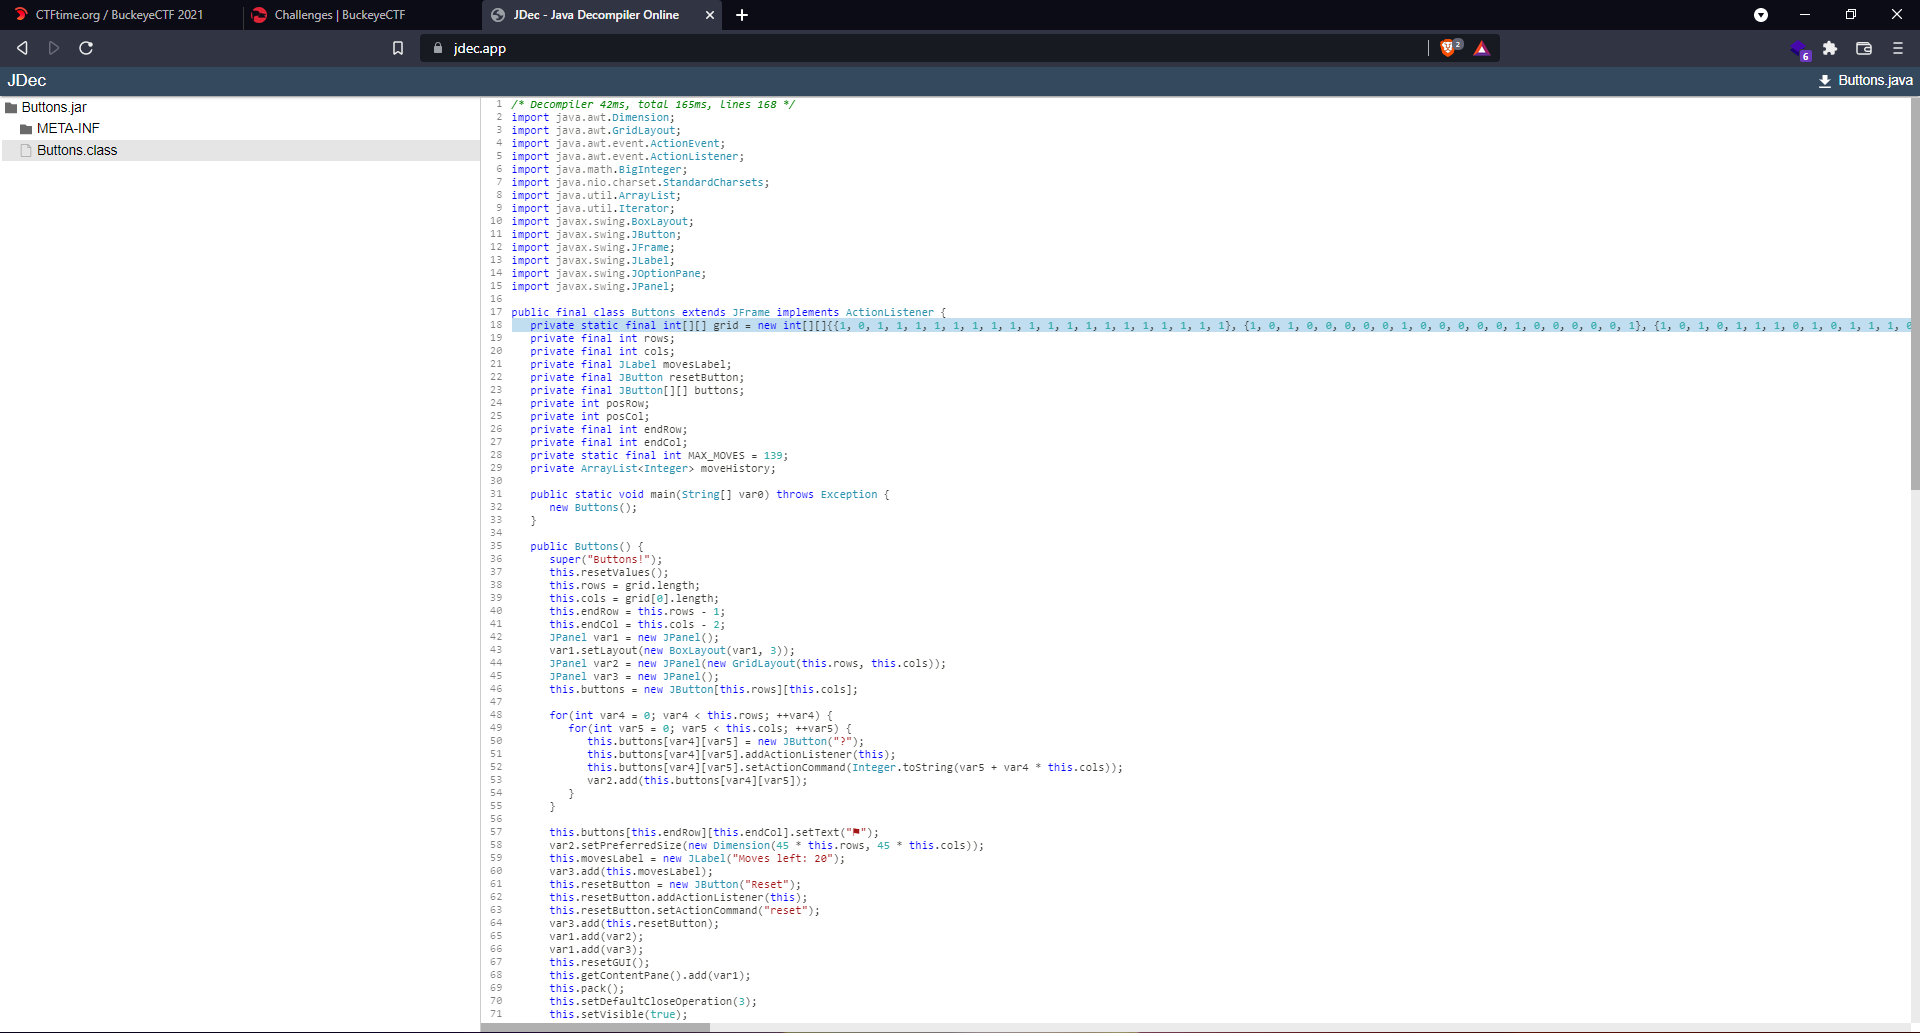 CTFtime.org / BuckeyeCTF 2021
Challenges | BuckeyeCTF
JDec - Java Decompiler Online
jdec.app
2
6
JDec
Buttons.java
Buttons.jar
META-INF
Buttons.class
1 /* Decompiler 42ms, total 165ms, lines 168 */
2 import java.awt.Dimension;
3 import java.awt.GridLayout;
4 import java.awt.event.ActionEvent;
5 import java.awt.event.ActionListener;
6 import java.math.BigInteger;
7 import java.nio.charset.StandardCharsets;
8 import java.util.ArrayList;
9 import java.util.Iterator;
10 import javax.swing.BoxLayout;
11 import javax.swing.JButton;
12 import javax.swing.JFrame;
13 import javax.swing.JLabel;
14 import javax.swing.JOptionPane;
15 import javax.swing.JPanel;
16
17 public final class Buttons extends JFrame implements ActionListener {
18 private static final int[][] grid = new int[][]{{1, 0, 1, 1, 1, 1, 1, 1, 1, 1, 1, 1, 1, 1, 1, 1, 1, 1, 1, 1, 1}, {1, 0, 1, 0, 0, 0, 0, 0, 1, 0, 0, 0, 0, 0, 1, 0, 0, 0, 0, 0, 1}, {1, 0, 1, 0, 1, 1, 1, 0, 1, 0, 1, 1, 1, 0
19 private final int rows;
20 private final int cols;
21 private final JLabel movesLabel;
22 private final JButton resetButton;
23 private final JButton[][] buttons;
24 private int posRow;
25 private int posCol;
26 private final int endRow;
27 private final int endCol;
28 private static final int MAX_MOVES = 139;
29 private ArrayList<Integer> moveHistory;
30
31 public static void main(String[] var0) throws Exception {
32 new Buttons();
33 }
34
35 public Buttons() {
36 super("Buttons!");
37 this.resetValues();
38 this.rows = grid.length;
39 this.cols = grid[0].length;
40 this.endRow = this.rows - 1;
41 this.endCol = this.cols - 2;
42 JPanel var1 = new JPanel();
43 var1.setLayout(new BoxLayout(var1, 3));
44 JPanel var2 = new JPanel(new GridLayout(this.rows, this.cols));
45 JPanel var3 = new JPanel();
46 this.buttons = new JButton[this.rows][this.cols];
47
48 for(int var4 = 0; var4 < this.rows; ++var4) {
49 for(int var5 = 0; var5 < this.cols; ++var5) {
50 this.buttons[var4][var5] = new JButton("?");
51 this.buttons[var4][var5].addActionListener(this);
52 this.buttons[var4][var5].setActionCommand(Integer.toString(var5 + var4 * this.cols));
53 var2.add(this.buttons[var4][var5]);
54 }
55 }
56
57 this.buttons[this.endRow][this.endCol].setText("⚑");
58 var2.setPreferredSize(new Dimension(45 * this.rows, 45 * this.cols));
59 this.movesLabel = new JLabel("Moves left: 20");
60 var3.add(this.movesLabel);
61 this.resetButton = new JButton("Reset");
62 this.resetButton.addActionListener(this);
63 this.resetButton.setActionCommand("reset");
64 var3.add(this.resetButton);
65 var1.add(var2);
66 var1.add(var3);
67 this.resetGUI();
68 this.getContentPane().add(var1);
69 this.pack();
70 this.setDefaultCloseOperation(3);
71 this.setVisible(true);